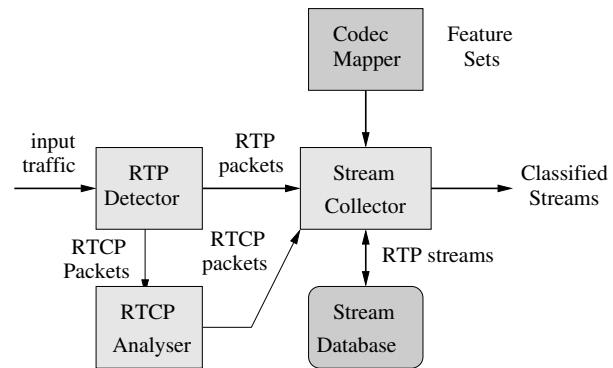 Codec
Mapper
Feature
Sets
input
traffic
RTP
Detector
RTP
packets
Stream
Collector
Classified
Streams
RTCP
Packets
RTCP
packets
RTP streams
RTCP
Analyser
Stream
Database